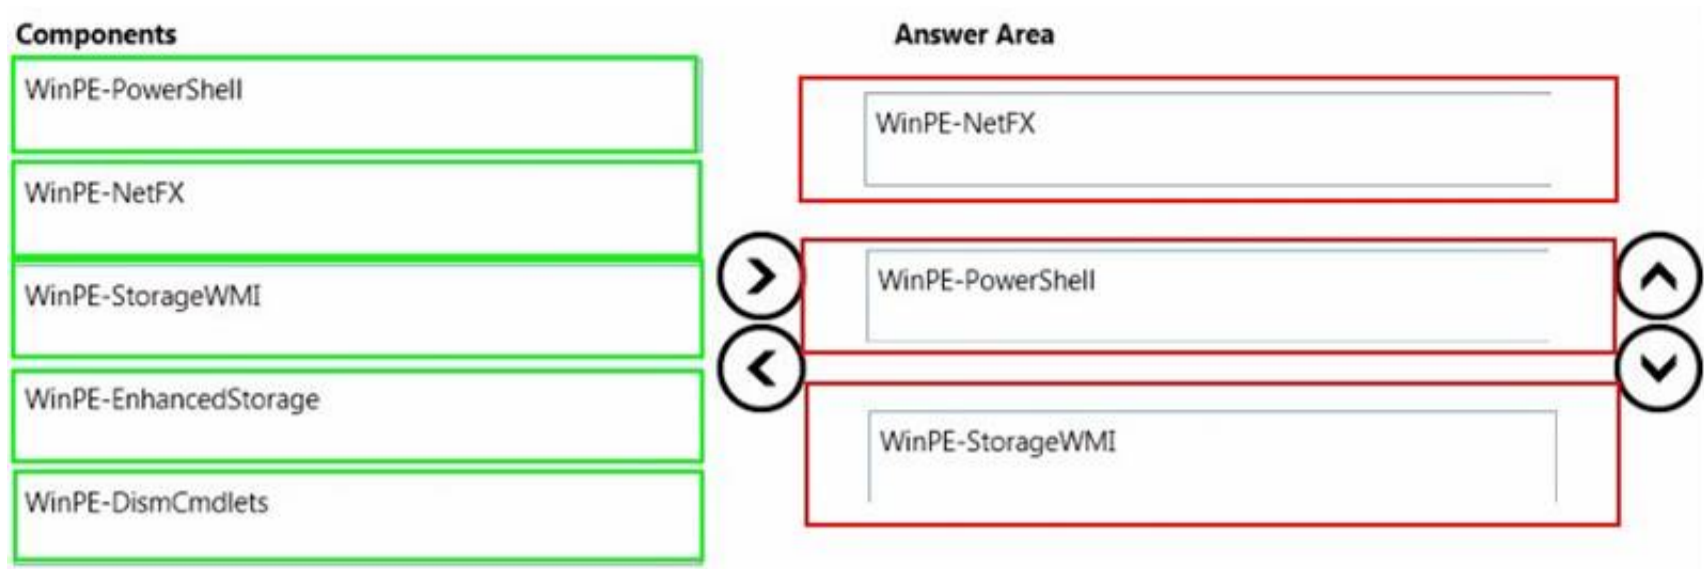 Components
WinPE-PowerShell
WinPE-NetFX
WinPE-StorageWMI
WinPE-EnhancedStorage
WinPE-DismCmdlets
Answer Area
WinPE-NetFX
WinPE-PowerShell
WinPE-StorageWMI